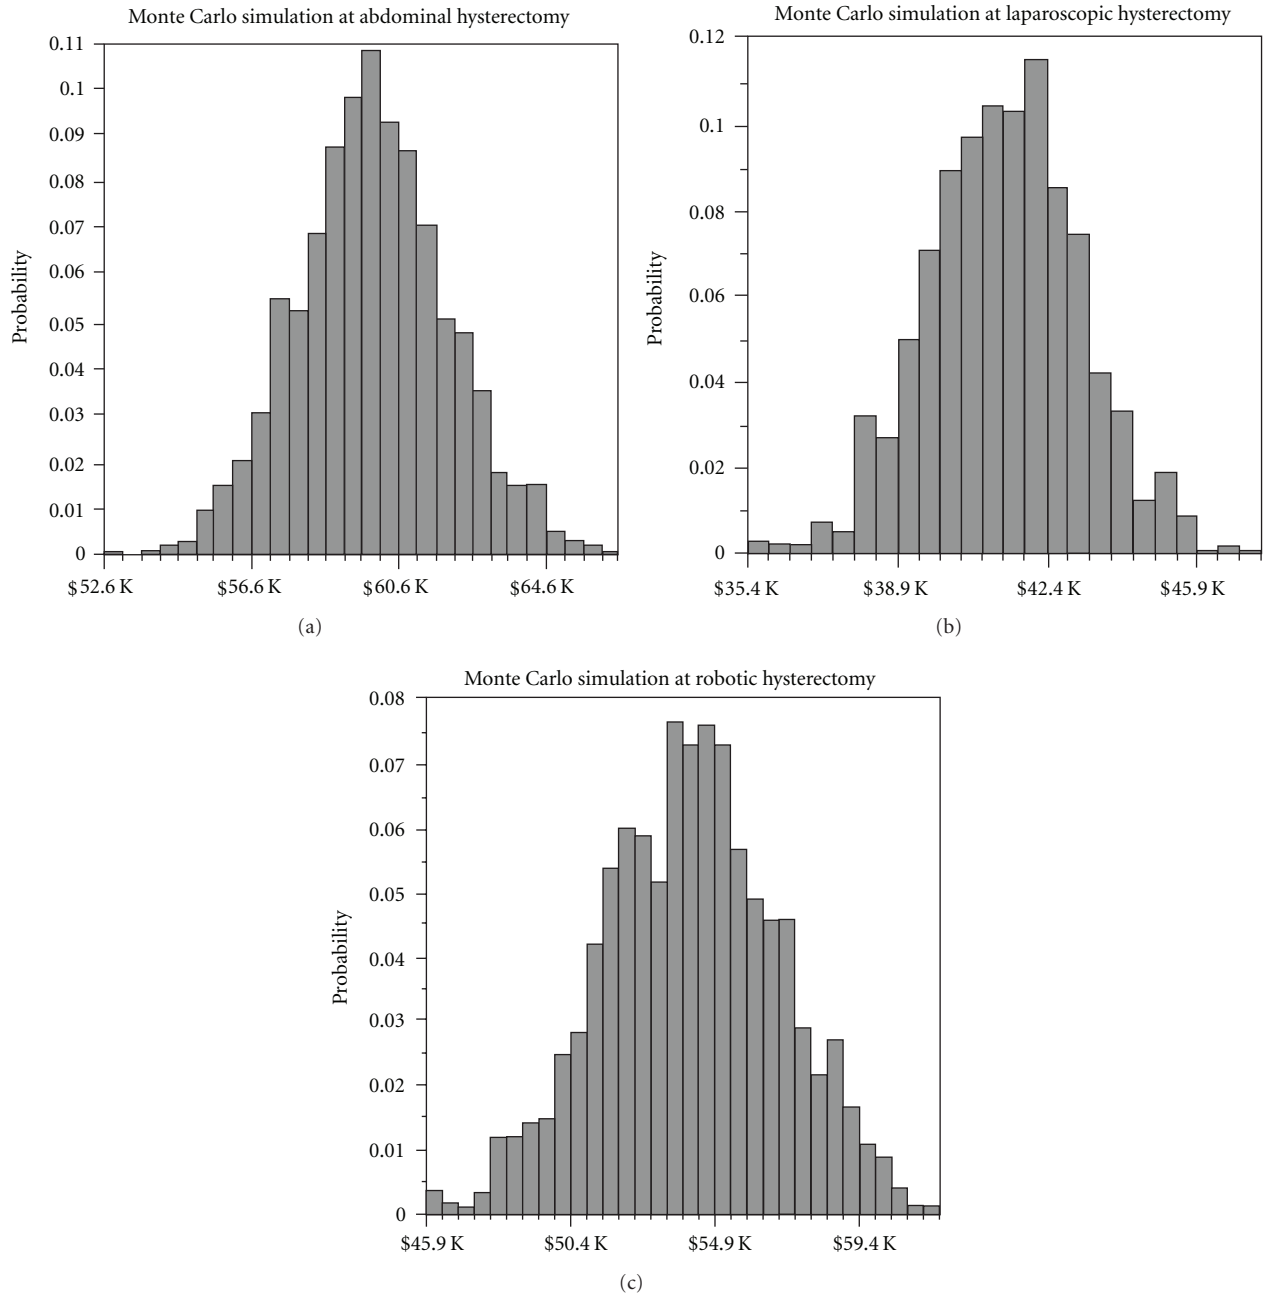 Monte Carlo simulation at abdominal hysterectomy
0.11
0.1
0.09
0.08
0.07
0.06
0.05
0.04
0.03
0.02
0.01
0
Probability
$52.6 K $56.6 K $60.6 K $64.6 K
(a)
Monte Carlo simulation at laparoscopic hysterectomy
0.12
0.1
0.08
0.06
0.04
0.02
0
Probability
$35.4 K $38.9 K $42.4 K $45.9 K
(b)
Monte Carlo simulation at robotic hysterectomy
0.08
0.07
0.06
0.05
0.04
0.03
0.02
0.01
0
Probability
$45.9 K $50.4 K $54.9 K $59.4 K
(c)